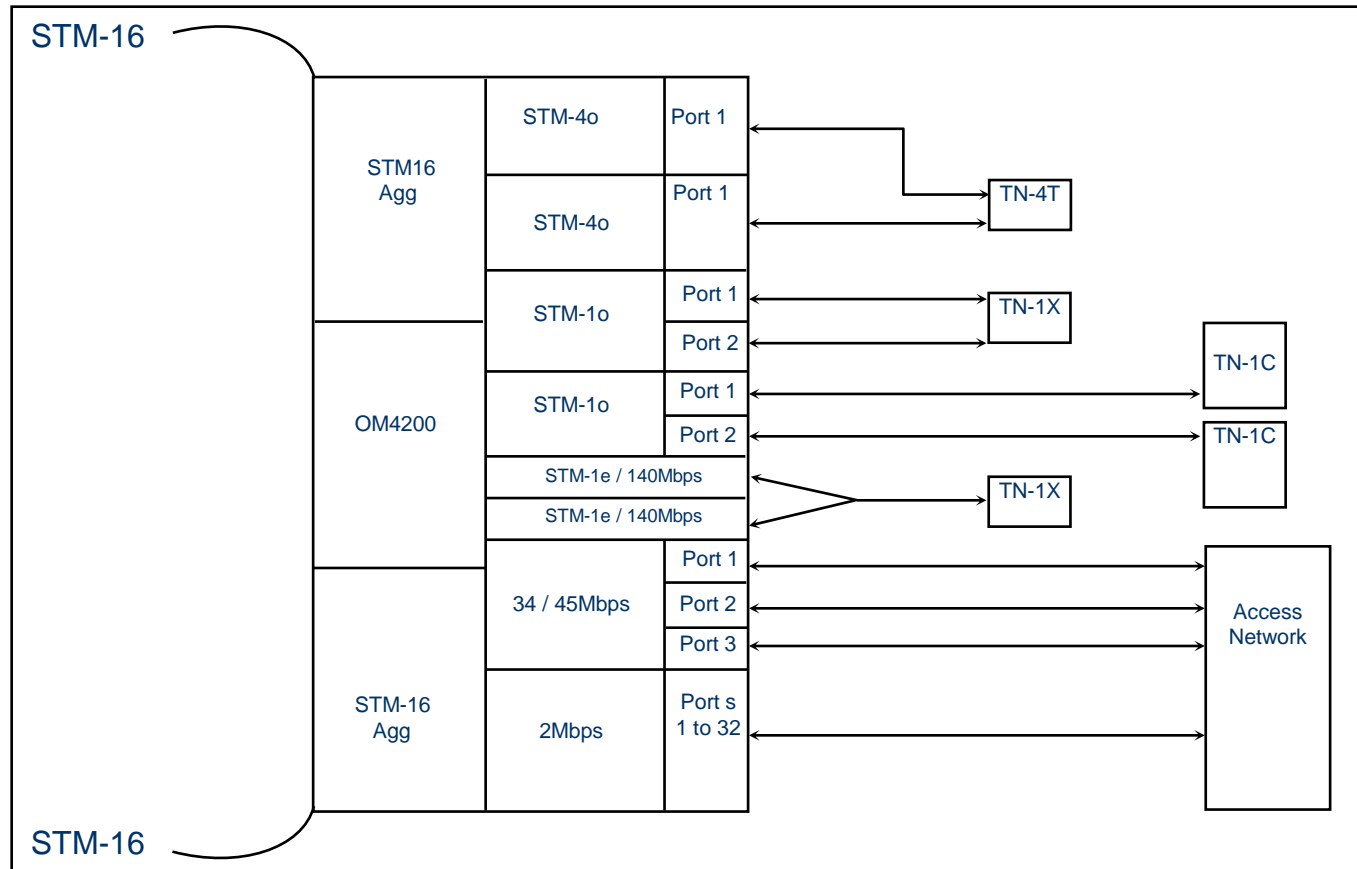 STM-16
STM16
Agg
STM-4o
Port 1
STM-4o
Port 1
TN-4T
STM-1o
Port 1
Port 2
TN-1X
OM4200
STM-1o
Port 1
Port 2
TN-1C
TN-1C
STM-1e / 140Mbps
STM-1e / 140Mbps
TN-1X
34 / 45Mbps
Port 1
Port 2
Port 3
Access
Network
STM-16
Agg
2Mbps
Port s
1 to 32
STM-16